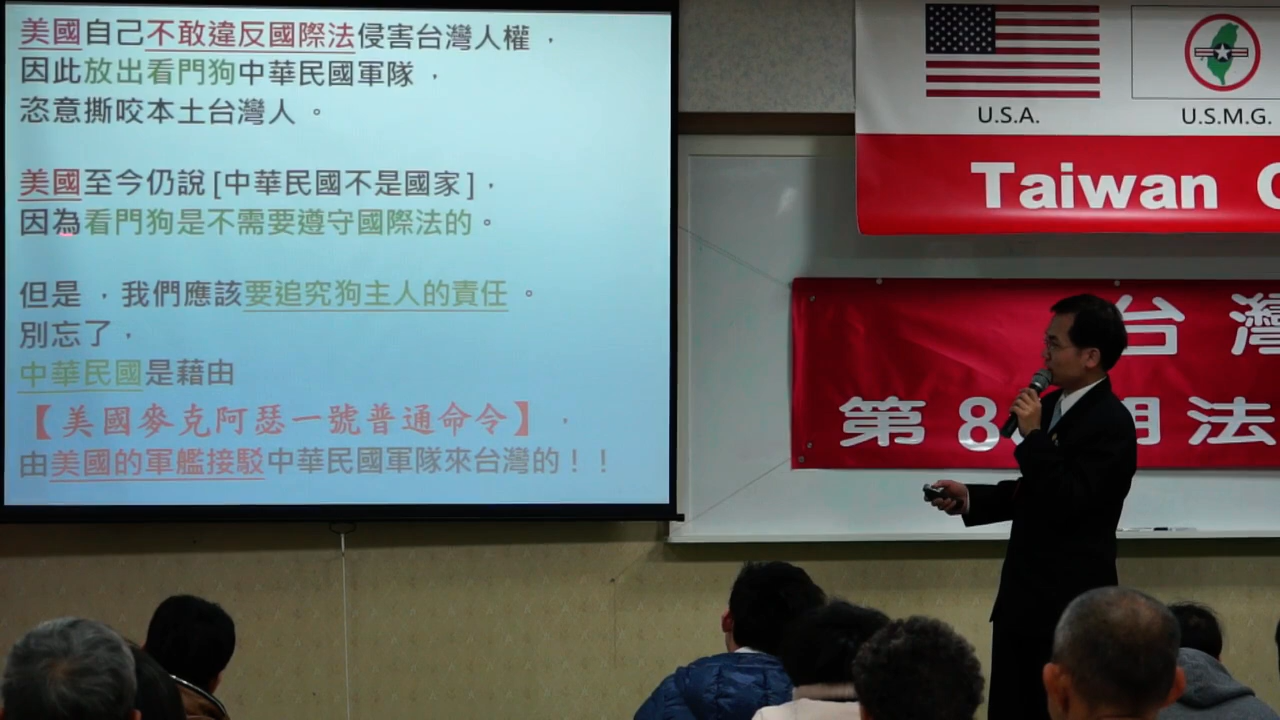 美國自己不敢違反國際法侵害台灣人權，
因此放出看門狗中華民國軍隊，
恣意撕咬本土台灣人。
美國至今仍說[中華民國不是國家]，
因為看門狗是不需要遵守國際法的。
但是，我們應該要追究狗主人的責任。
別忘了，
中華民國是藉由
【美國麥克阿瑟一號普通命令】，
由美國的軍艦接駁中華民國軍隊來台灣的！！
U.S.A.
U.S.M.G.
Taiwan
台灣
第8 期法